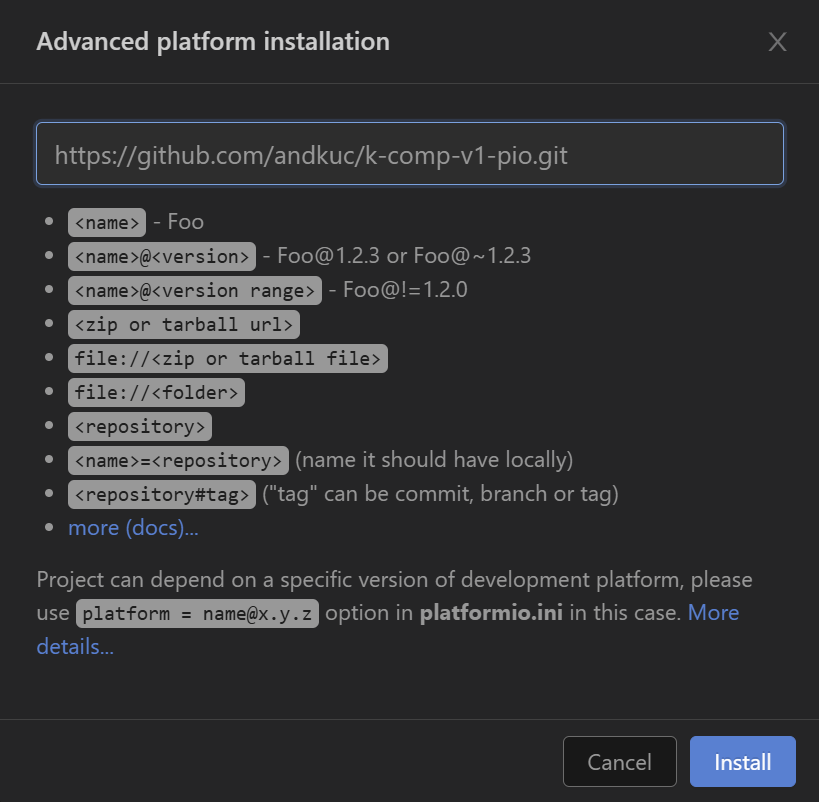 Advanced platform installation
https://github.com/andkuc/k-comp-v1-pio.git
<name> - Foo
<name>@<version> - Foo@1.2.3 or Foo@~1.2.3
<name>@<version range> - Foo@!=1.2.0
<zip or tarball url>
file://<zip or tarball file>
file://<folder>
<repository>
<name>=<repository> (name it should have locally)
<repository#tag> ("tag" can be commit, branch or tag)
more (docs)...
Project can depend on a specific version of development platform, please
use platform = name@x.y.z option in platformio.ini in this case. More
details...
Cancel
Install